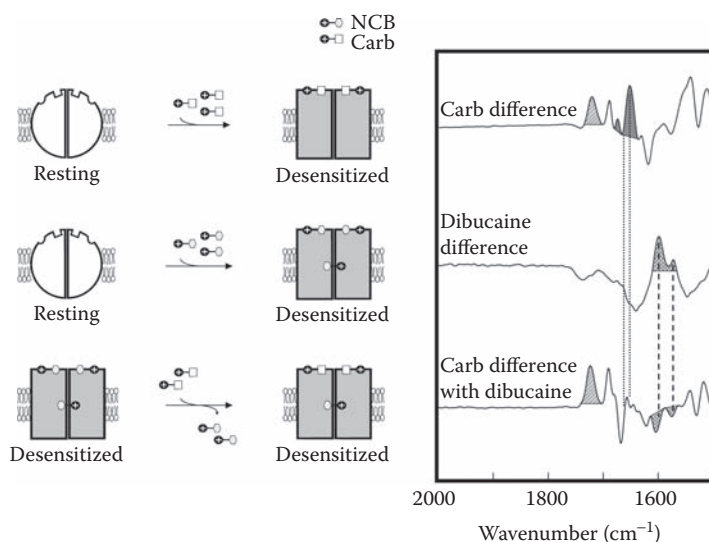 NCB
Carb
Resting
Desensitized
Carb difference
Resting
Desensitized
Dibucaine
difference
Desensitized
Desensitized
Carb difference
with dibucaine
2000 1800 1600
Wavenumber (cm⁻¹)